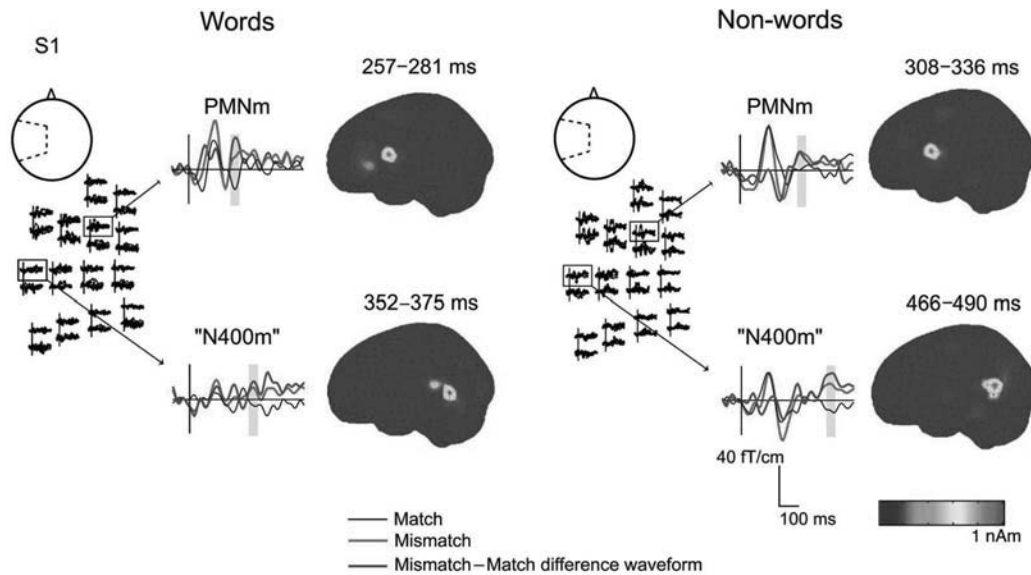 Words
Non-words
S1
257–281 ms
308–336 ms
PMNm
PMNm
352–375 ms
466–490 ms
"N400m"
"N400m"
40 fT/cm
100 ms
1 nAm
Match
Mismatch
Mismatch–Match difference waveform